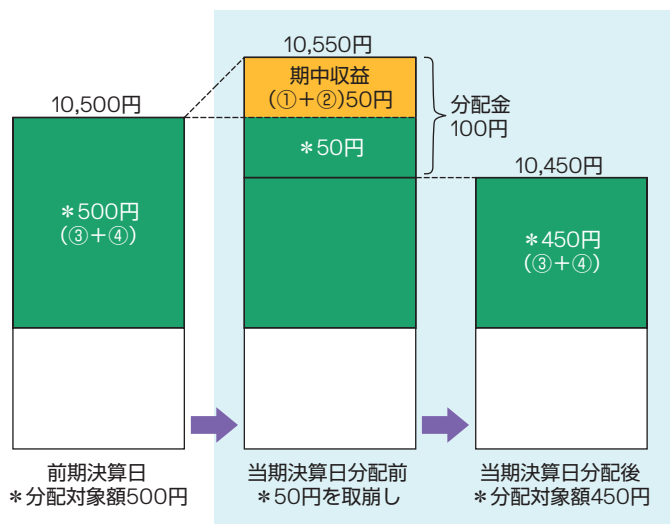 10,550円
期中収益
(①+②)50円
10,500円
分配金
100円
*50円
10,450円
*500円
(③+④)
*450円
(③+④)
前期決算日
*分配対象額500円
当期決算日分配前
*50円を取崩し
当期決算日分配後
*分配対象額450円